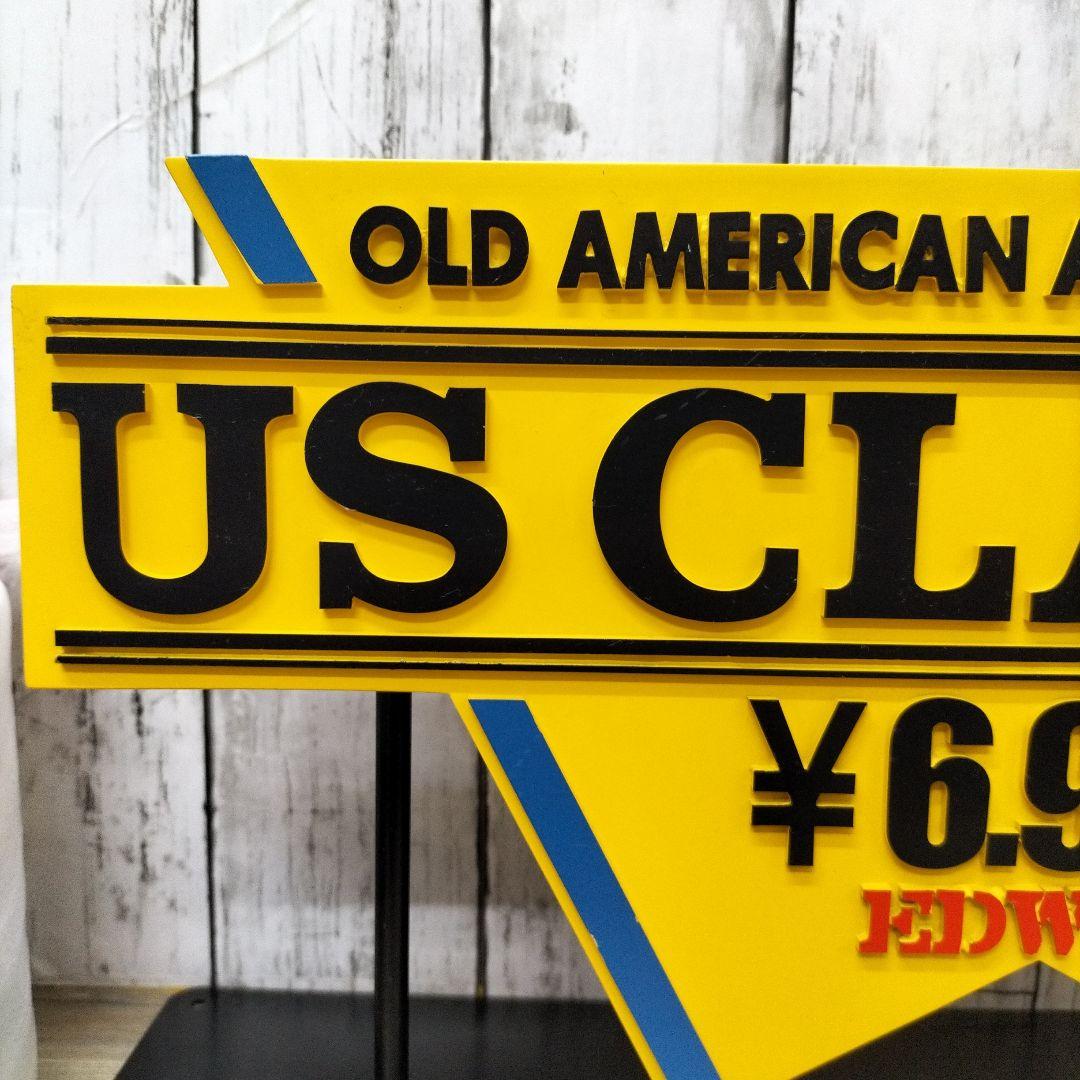 OLD AMERICAN
US CLA
¥6.9
EDW